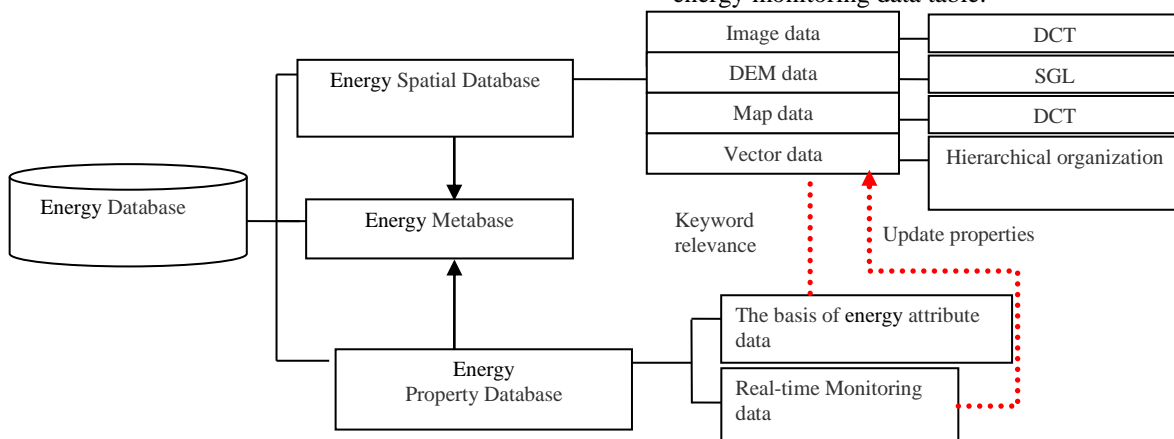 energy monitoring data table.
Image data
DCT
Energy Spatial Database
DEM data
SGL
Map data
DCT
Vector data
Hierarchical organization
Energy Database
Energy Metabase
Keyword
relevance
Update properties
The basis of energy attribute
data
Energy
Property Database
Real-time Monitoring
data